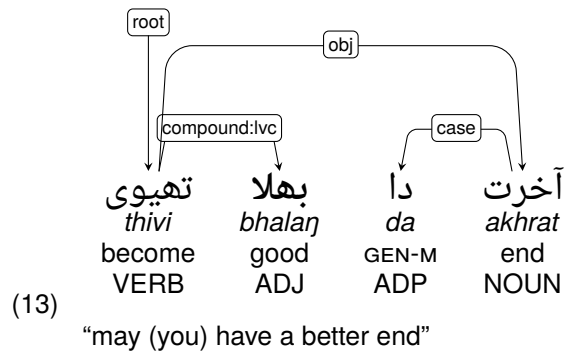 root
obj
compound:lvc case
تھیوی بھلا دا آخرت
thivi bhalaŋ da akhrat
become good GEN-M end
VERB ADJ ADP NOUN
(13)
“may (you) have a better end”